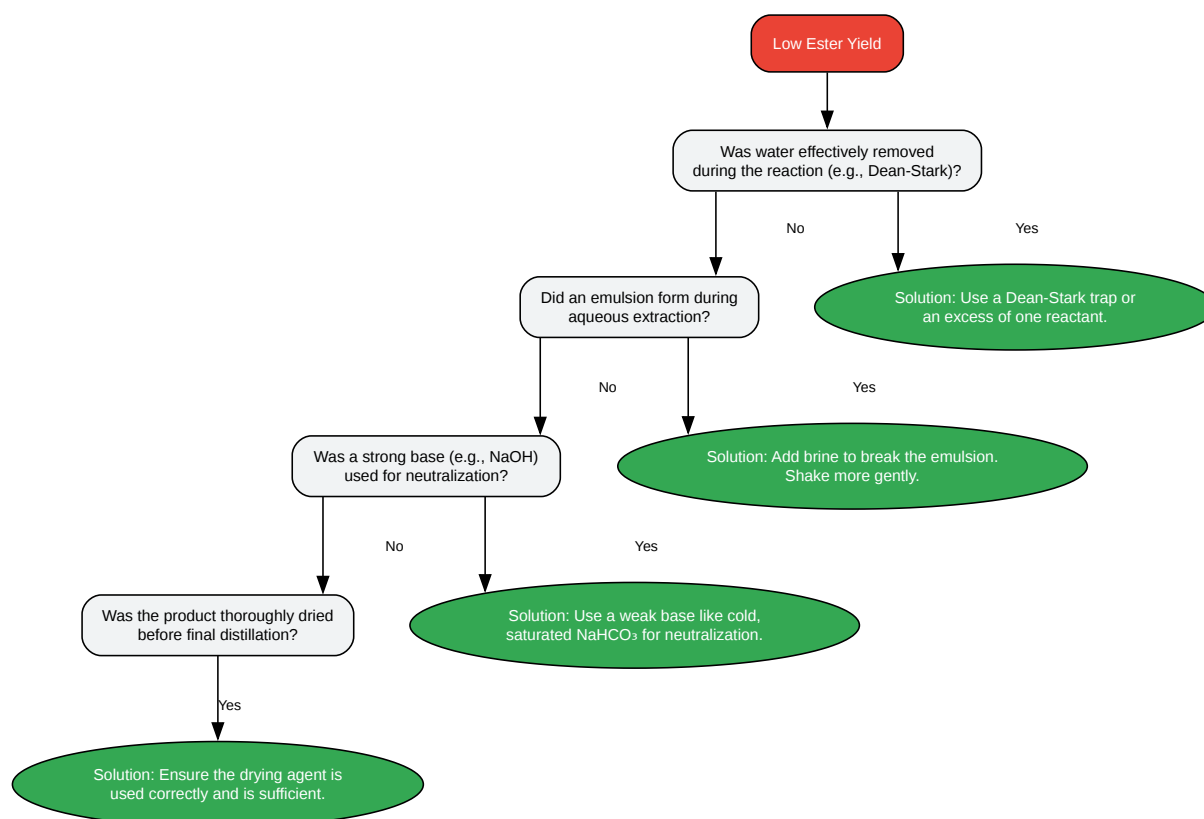 Low Ester Yield
Was water effectively removed
during the reaction (e.g., Dean-Stark)?
No
Yes
Did an emulsion form during
aqueous extraction?
Solution: Use a Dean-Stark trap or
an excess of one reactant.
No
Yes
Was a strong base (e.g., NaOH)
used for neutralization?
Solution: Add brine to break the emulsion.
Shake more gently.
No
Yes
Was the product thoroughly dried
before final distillation?
Solution: Use a weak base like cold,
saturated NaHCO₃ for neutralization.
Yes
Solution: Ensure the drying agent is
used correctly and is sufficient.